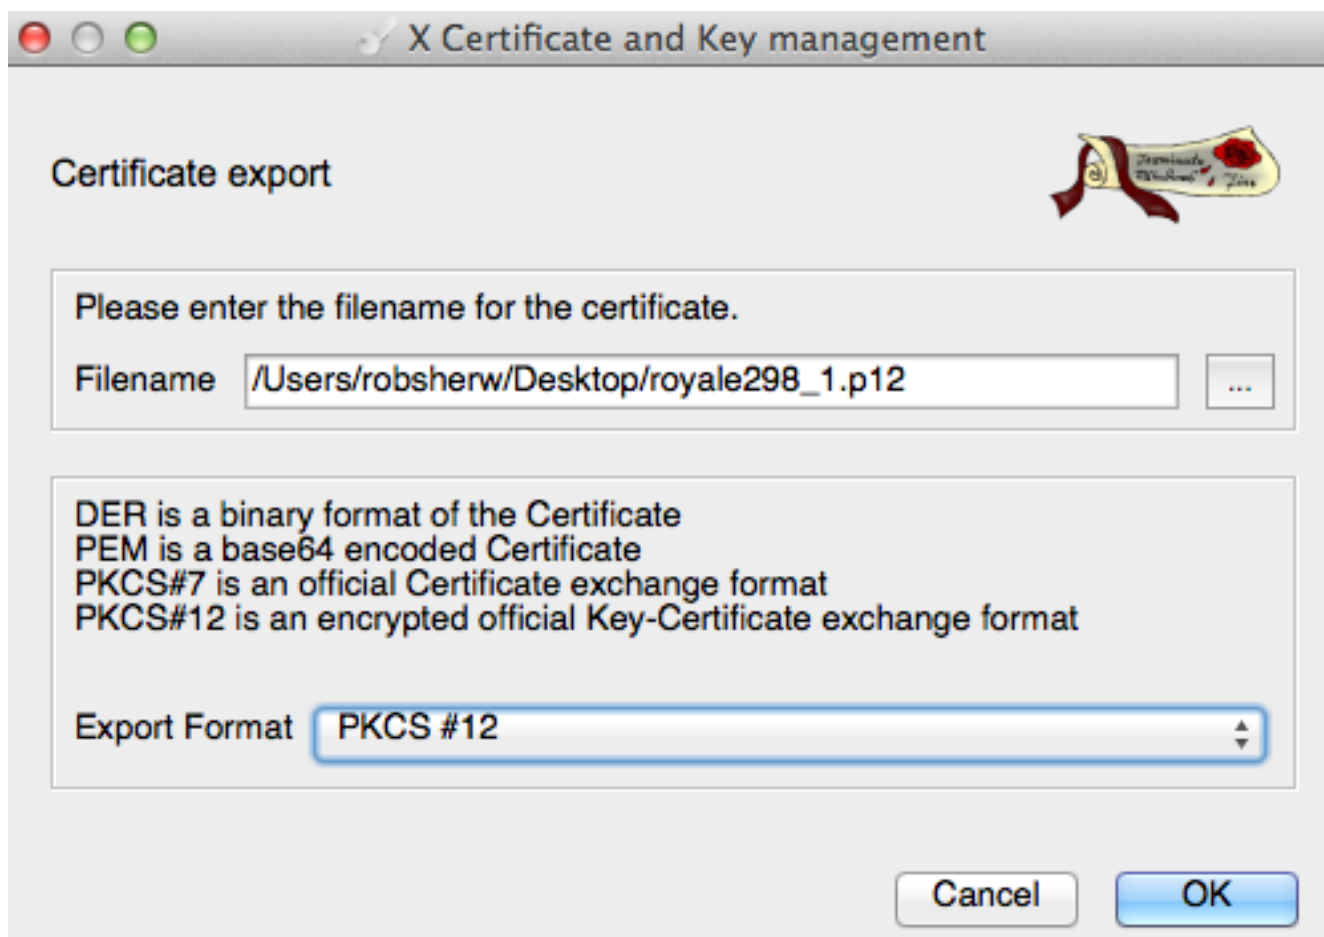 X Certificate and Key management
Certificate export
Please enter the filename for the certificate.
Filename /Users/robsherw/Desktop/royale298_1.p12 ...
DER is a binary format of the Certificate
PEM is a base64 encoded Certificate
PKCS#7 is an official Certificate exchange format
PKCS#12 is an encrypted official Key-Certificate exchange format
Export Format PKCS #12
Cancel OK